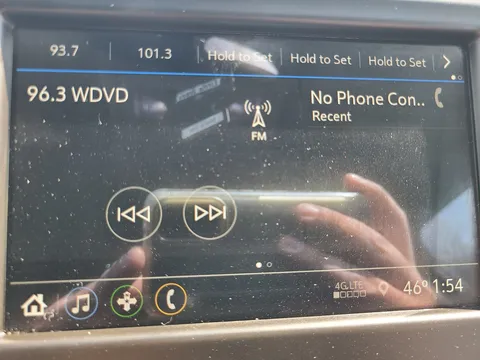 93.7 101.3 Hold to Set Hold to Set Hold to Set
96.3 WDVD
No Phone Con..
Recent
FM
4G LTE
46° 1:54